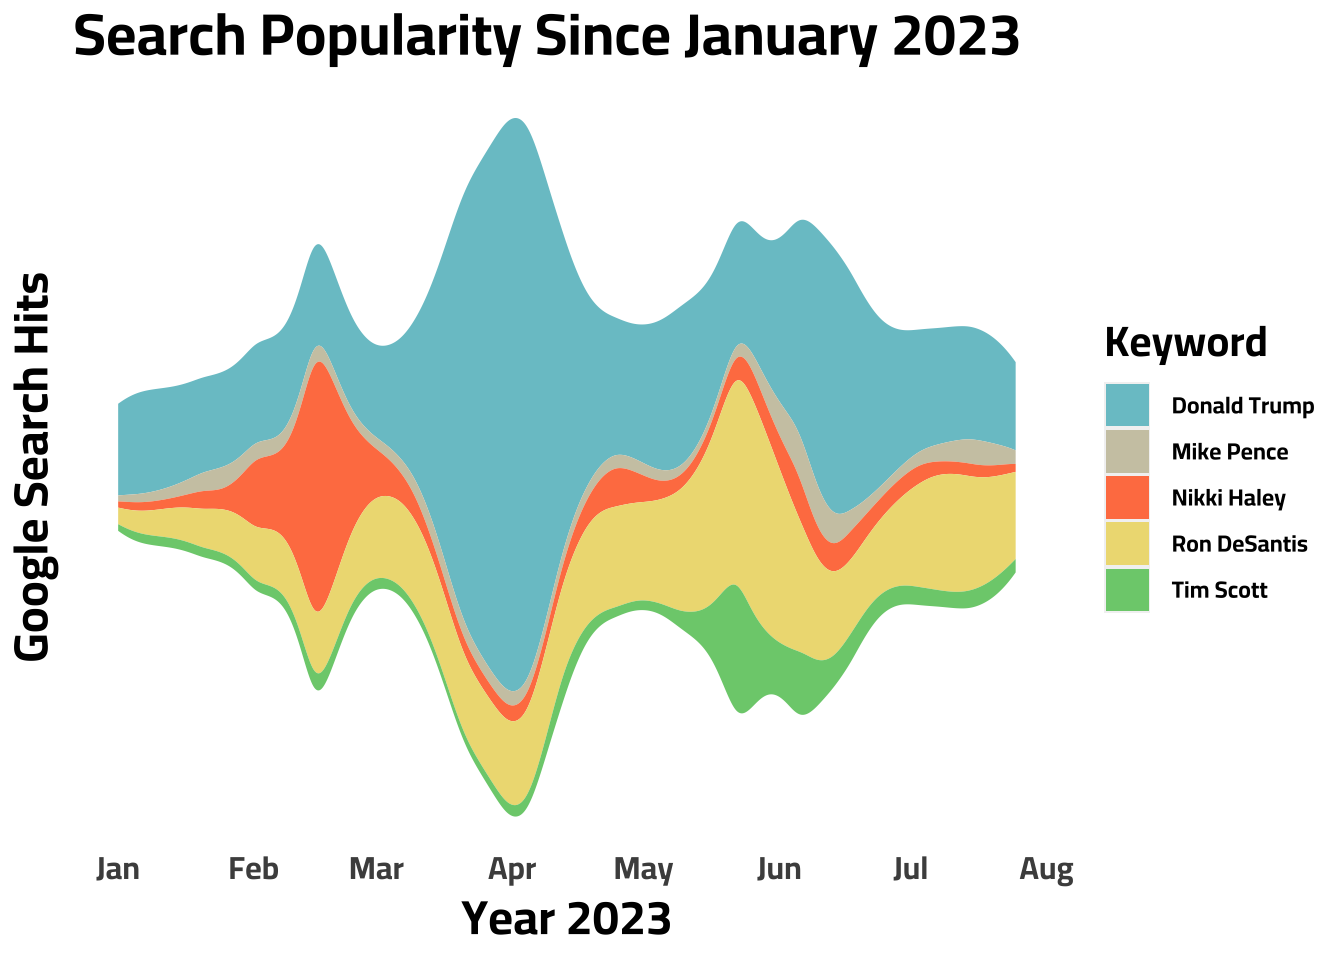 Search Popularity Since January 2023
Google Search Hits
Keyword
Donald Trump
Mike Pence
Nikki Haley
Ron DeSantis
Tim Scott
Jan Feb Mar Apr May Jun Jul Aug
Year 2023